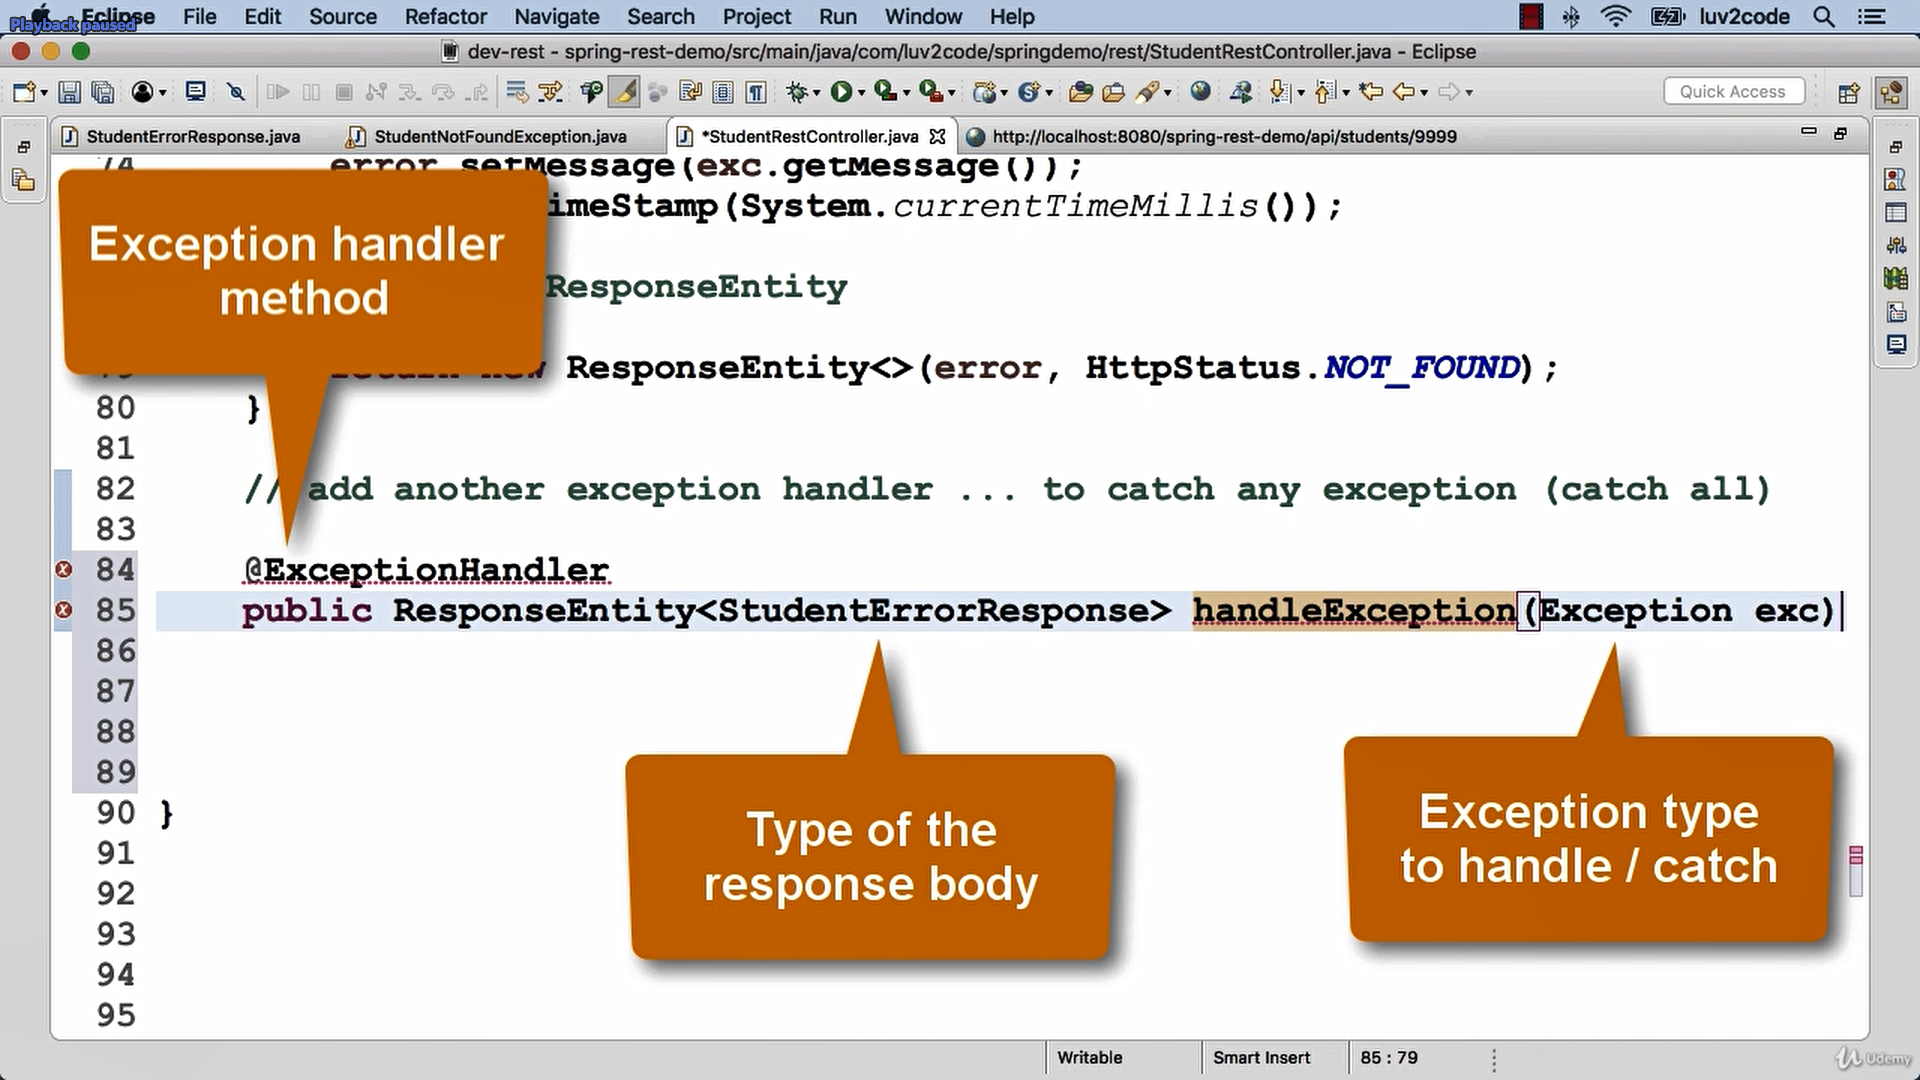 Eclipse File Edit Source Refactor Navigate Search Project Run Window Help luv2code
Playback paused
dev-rest - spring-rest-demo/src/main/java/com/luv2code/springdemo/rest/StudentRestController.java - Eclipse
Quick Access
StudentErrorResponse.java StudentNotFoundException.java *StudentRestController.java http://localhost:8080/spring-rest-demo/api/students/9999
74 error.setMessage(exc.getMessage());
imeStamp(System.currentTimeMillis());
Exception handler
method
ResponseEntity
return new ResponseEntity<>(error, HttpStatus.NOT_FOUND);
80 }
81
82 // add another exception handler ... to catch any exception (catch all)
83
84 @ExceptionHandler
85 public ResponseEntity<StudentErrorResponse> handleException(Exception exc)
86
87
88
89
90 }
91
92
93
94
95
Type of the
response body
Exception type
to handle / catch
Writable Smart Insert 85 : 79
Udemy